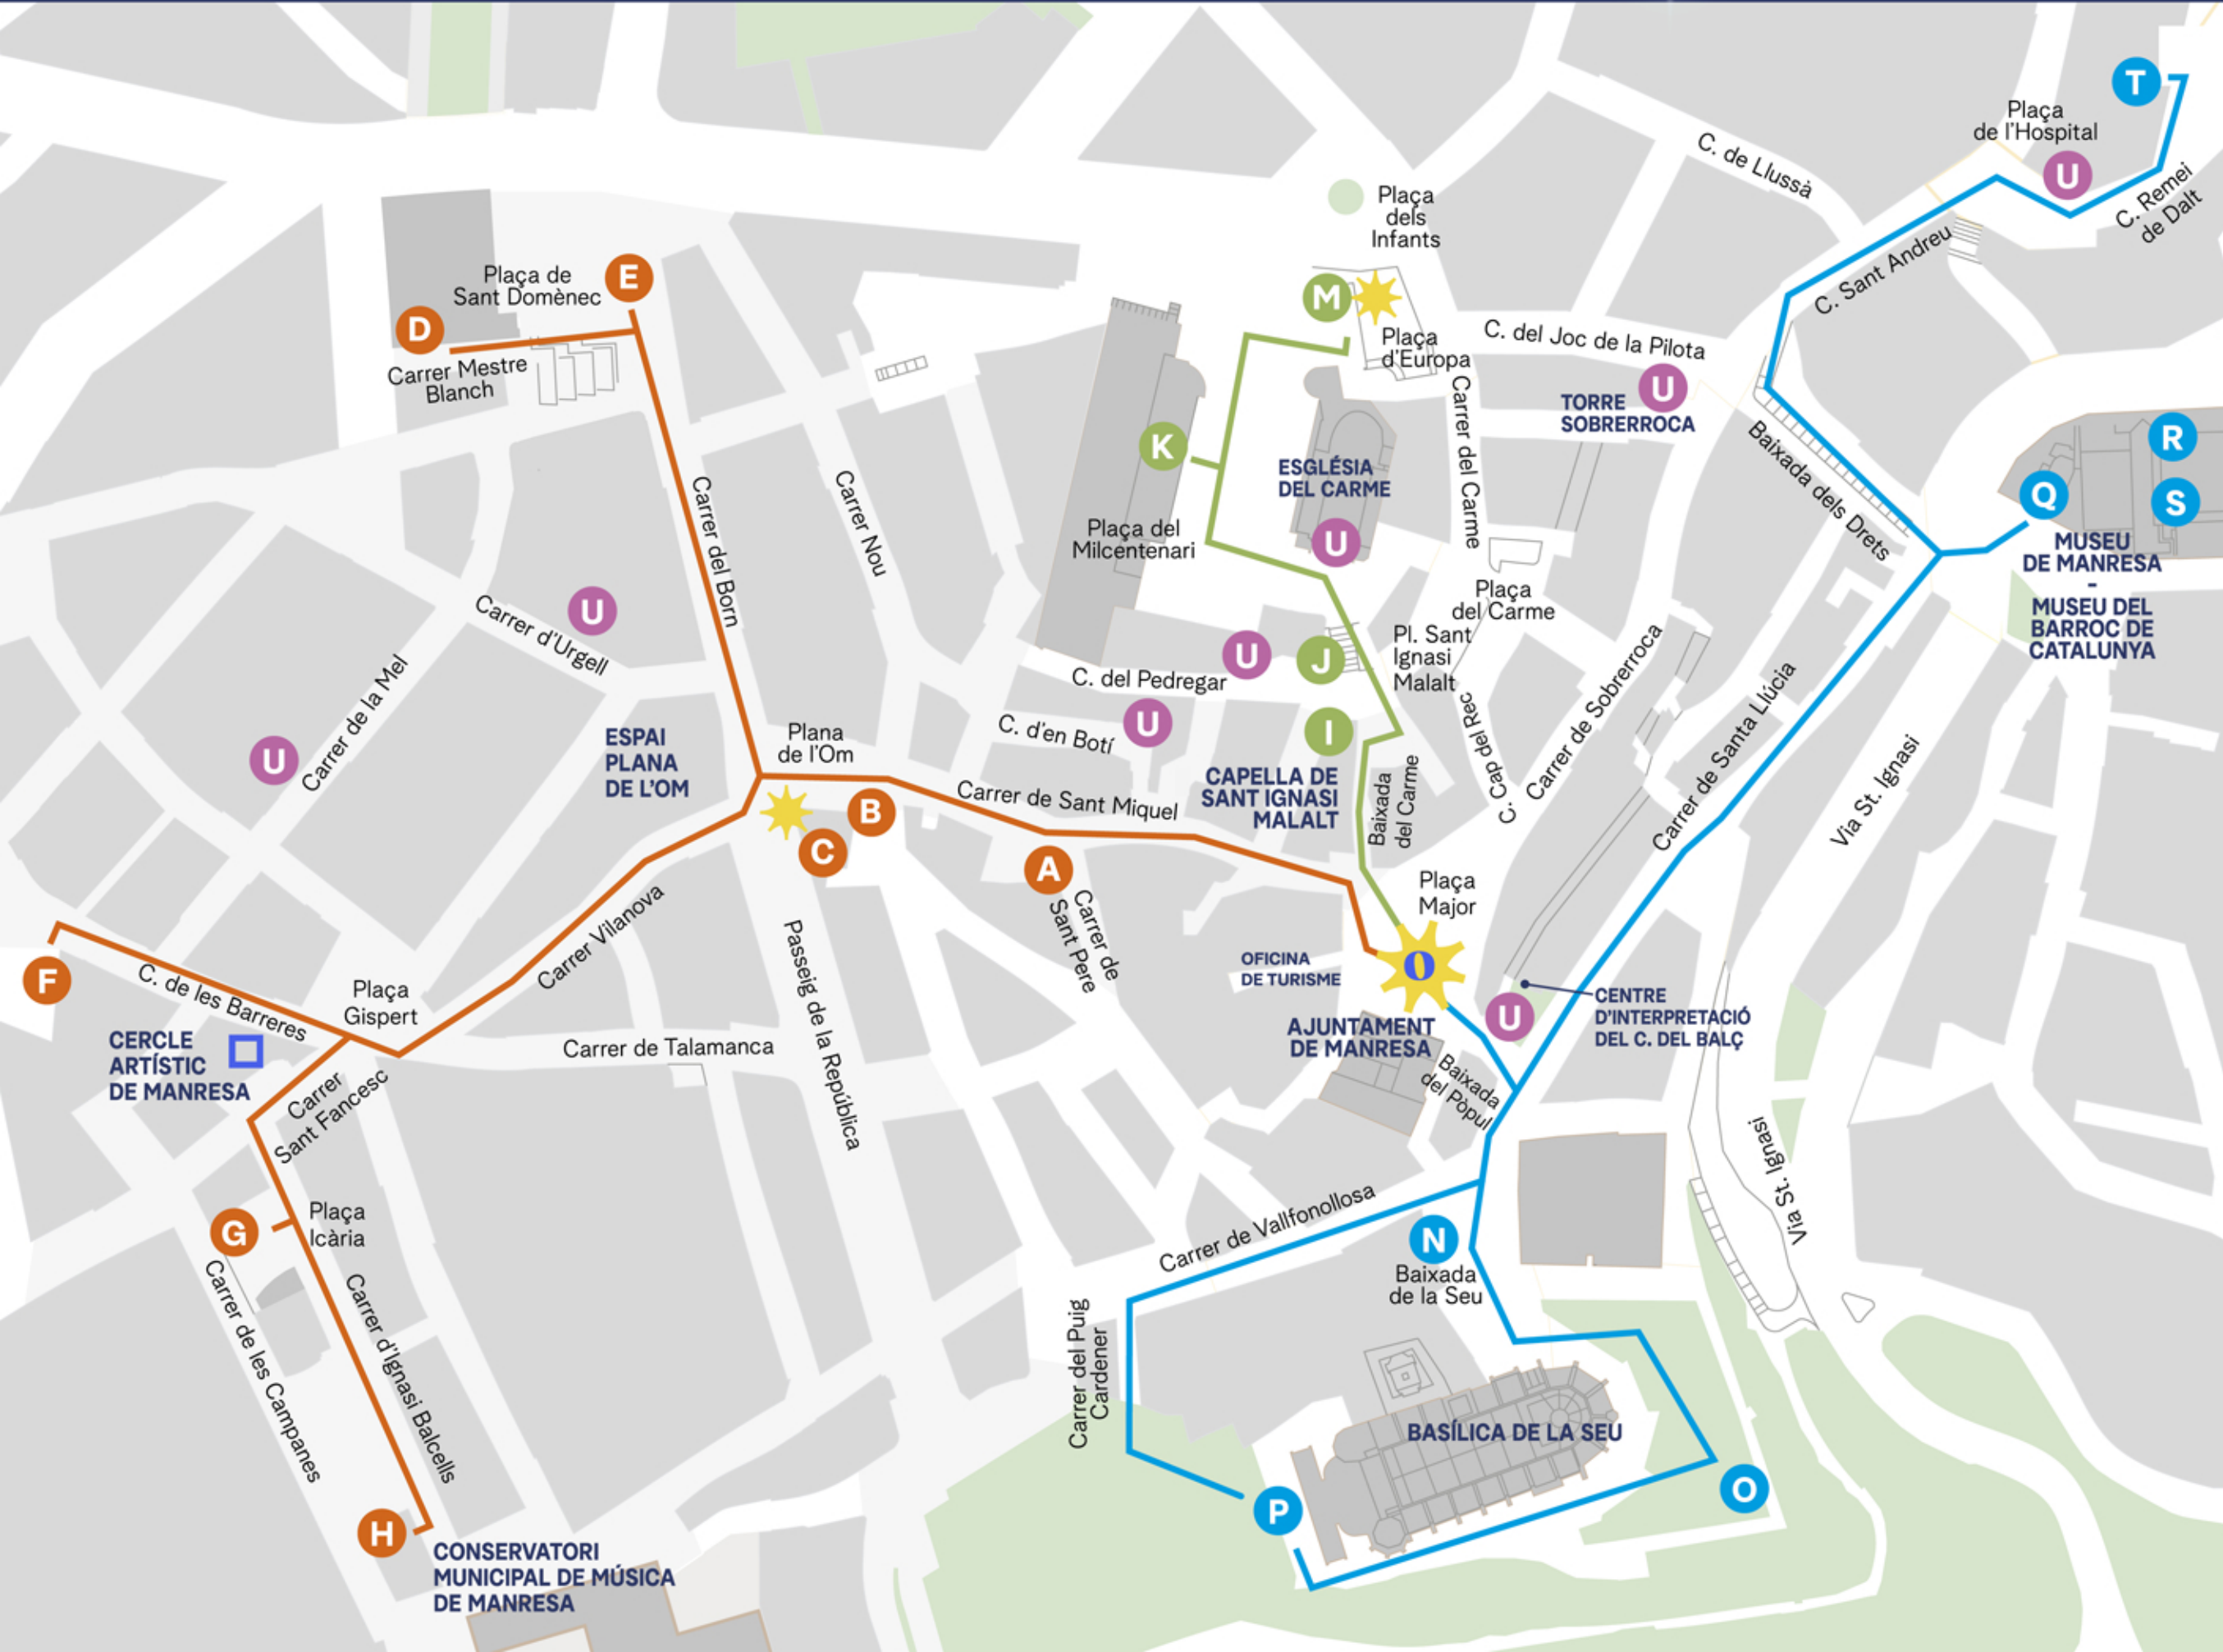 T
Plaça
de l'Hospital
U
C. Remei
de Dalt
C. de Llussà
C. Sant Andreu
Plaça
dels
Infants
M
Plaça
d'Europa
C. del Joc de la Pilota
U
TORRE
SOBRERROCA
Plaça de
Sant Domènec
E
D
Carrer Mestre
Blanch
K
ESGLÉSIA
DEL CARME
U
Carrer del Carme
Baixada dels Drets
R
Q
S
MUSEU
DE MANRESA
-
MUSEU DEL
BARROC DE
CATALUNYA
Carrer del Born
Carrer Nou
Plaça del
Milcentenari
Plaça
del Carme
U
Carrer d'Urgell
Pl. Sant
Ignasi
Malalt
U
J
C. del Pedregar
U
C. d'en Botí
I
C. Cap del Rec
Carrer de Sobrerroca
Carrer de Santa Llúcia
Via St. Ignasi
U
Carrer de la Mel
ESPAI
PLANA
DE L'OM
Plana
de l'Om
B
C
Carrer de Sant Miquel
CAPELLA DE
SANT IGNASI
MALALT
Baixada
del Carme
A
Carrer de
Sant Pere
Plaça
Major
O
OFICINA
DE TURISME
AJUNTAMENT
DE MANRESA
U
CENTRE
D'INTERPRETACIÓ
DEL C. DEL BALÇ
Baixada
del Pòpul
Carrer Vilanova
Passeig de la República
F
C. de les Barreres
Plaça
Gispert
CERCLE
ARTÍSTIC
DE MANRESA
Carrer
Sant Fancesc
Carrer de Talamanca
Via St. Ignasi
G
Plaça
Icària
Carrer de les Campanes
Carrer d'Ignasi Balcells
H
CONSERVATORI
MUNICIPAL DE MÚSICA
DE MANRESA
Carrer de Vallfonollosa
N
Baixada
de la Seu
Carrer del Puig
Cardener
BASÍLICA DE LA SEU
P
O